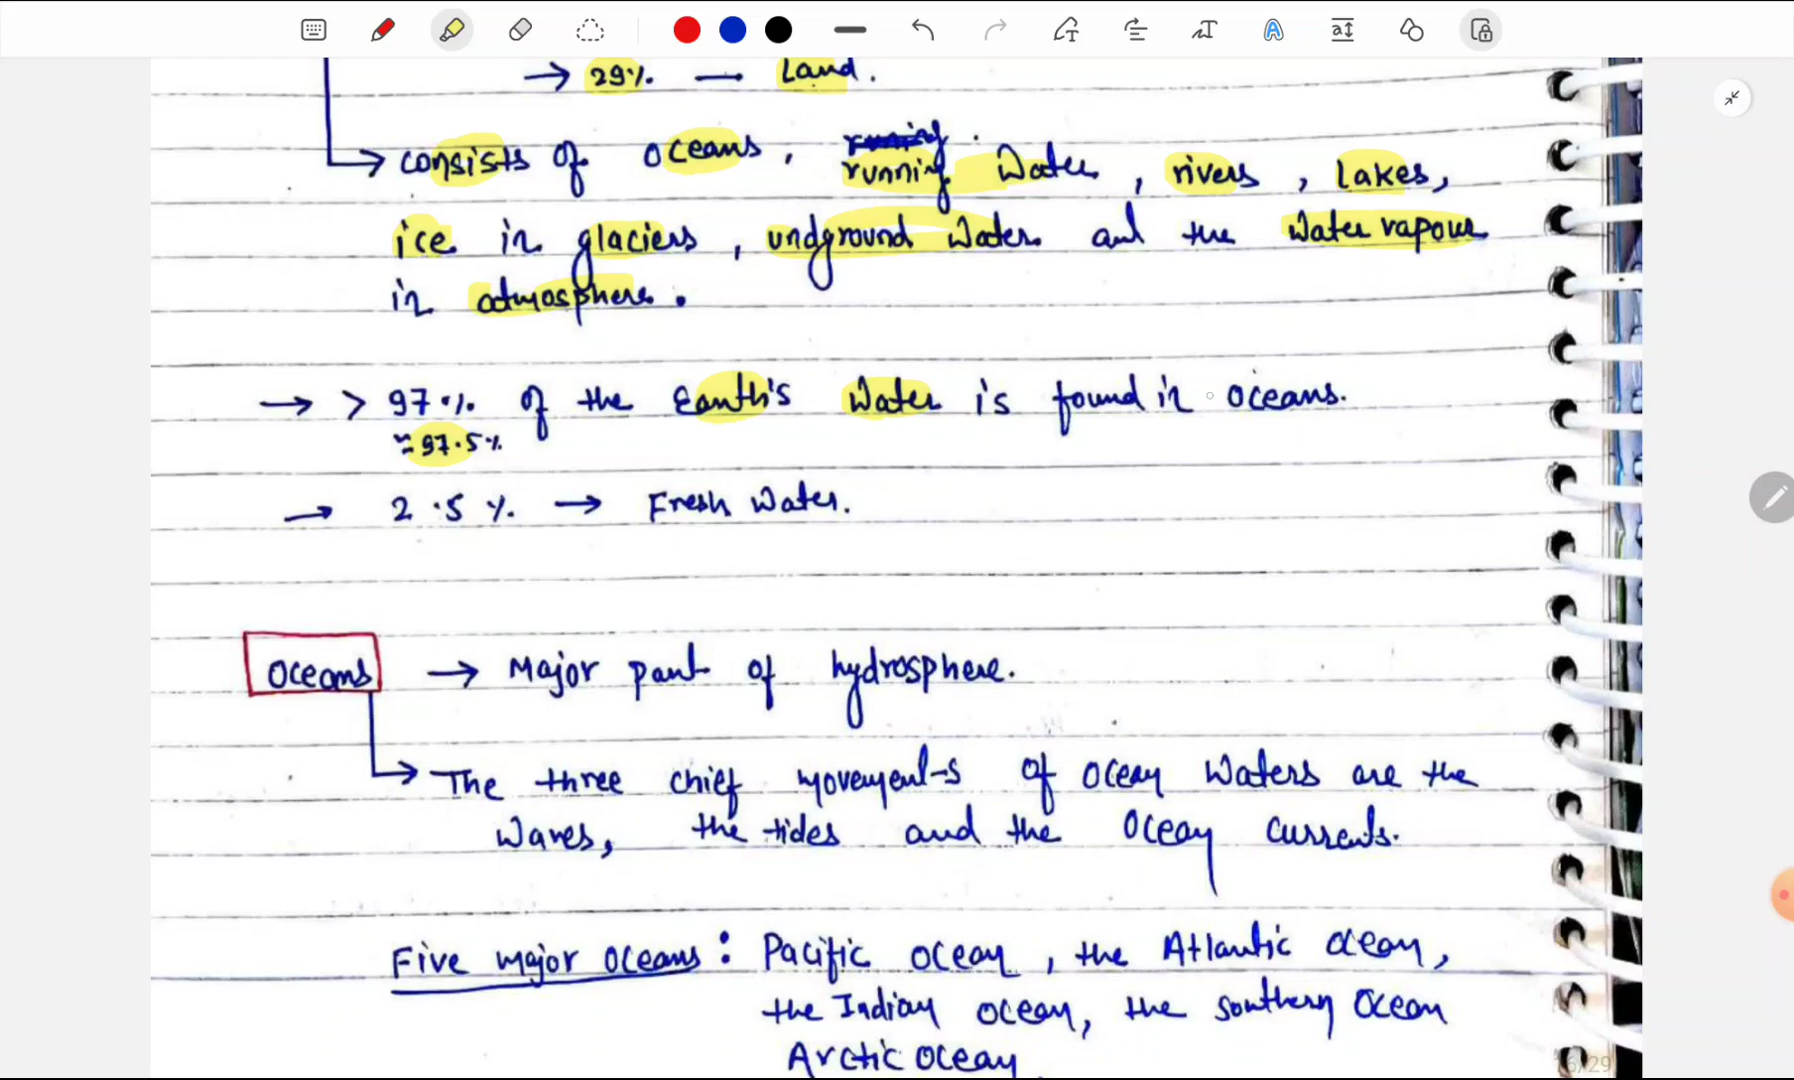 → 29% — Land.
→ consists of oceans, running water, rivers, lakes,
ice in glaciers, undground water and the water vapour
in atmosphere.
→ > 97% of the Earth's water is found in oceans.
≈ 97.5%
→ 2.5% → Fresh water.
Oceans → Major part of hydrosphere.
→ The three chief movements of ocean waters are the
waves, the tides and the ocean currents.
Five major oceans: Pacific ocean, the Atlantic ocean,
the Indian ocean, the southern ocean
Arctic ocean
6/29